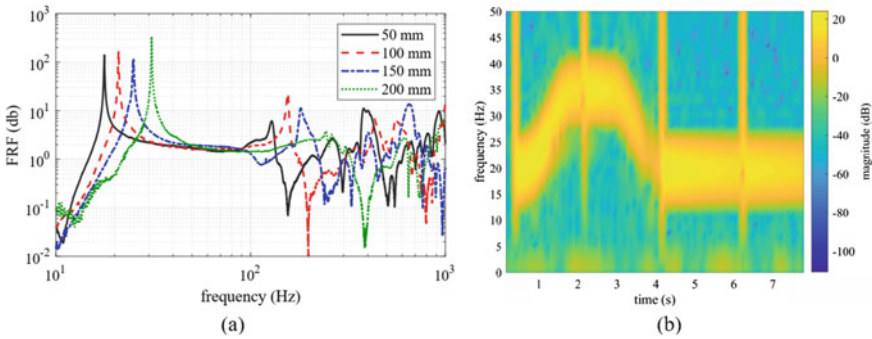 10³
10²
10¹
10⁰
10⁻¹
10⁻²
FRF (db)
50 mm
100 mm
150 mm
200 mm
10¹
10²
10³
frequency (Hz)
(a)
50
45
40
35
30
25
20
15
10
5
0
frequency (Hz)
1 2 3 4 5 6 7
time (s)
20
0
-20
-40
-60
-80
-100
magnitude (dB)
(b)